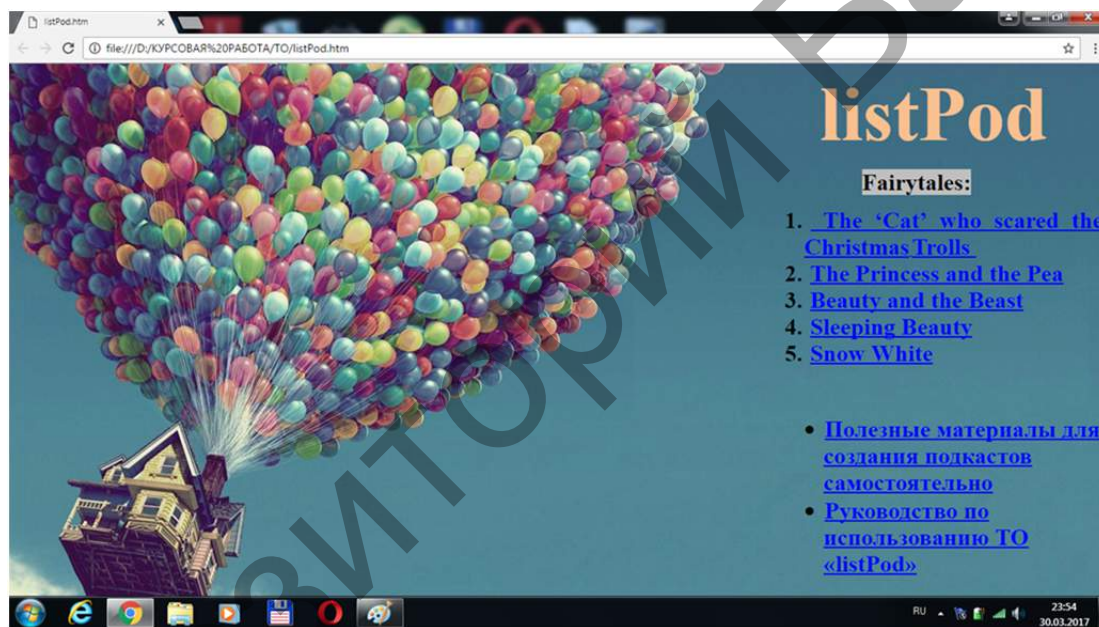 listPod.htm
file:///D:/КУРСОВАЯ%20РАБОТА/ТО/listPod.htm
listPod
Fairytales:
1. The ‘Cat’ who scared the
Christmas Trolls
2. The Princess and the Pea
3. Beauty and the Beast
4. Sleeping Beauty
5. Snow White
• Полезные материалы для
создания подкастов
самостоятельно
• Руководство по
использованию ТО
«listPod»
RU
23:54
30.03.2017